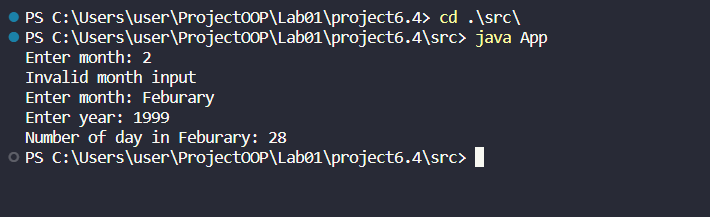 PS C:\Users\user\ProjectOOP\Lab01\project6.4> cd .\src\
PS C:\Users\user\ProjectOOP\Lab01\project6.4\src> java App
Enter month: 2
Invalid month input
Enter month: Feburary
Enter year: 1999
Number of day in Feburary: 28
PS C:\Users\user\ProjectOOP\Lab01\project6.4\src>